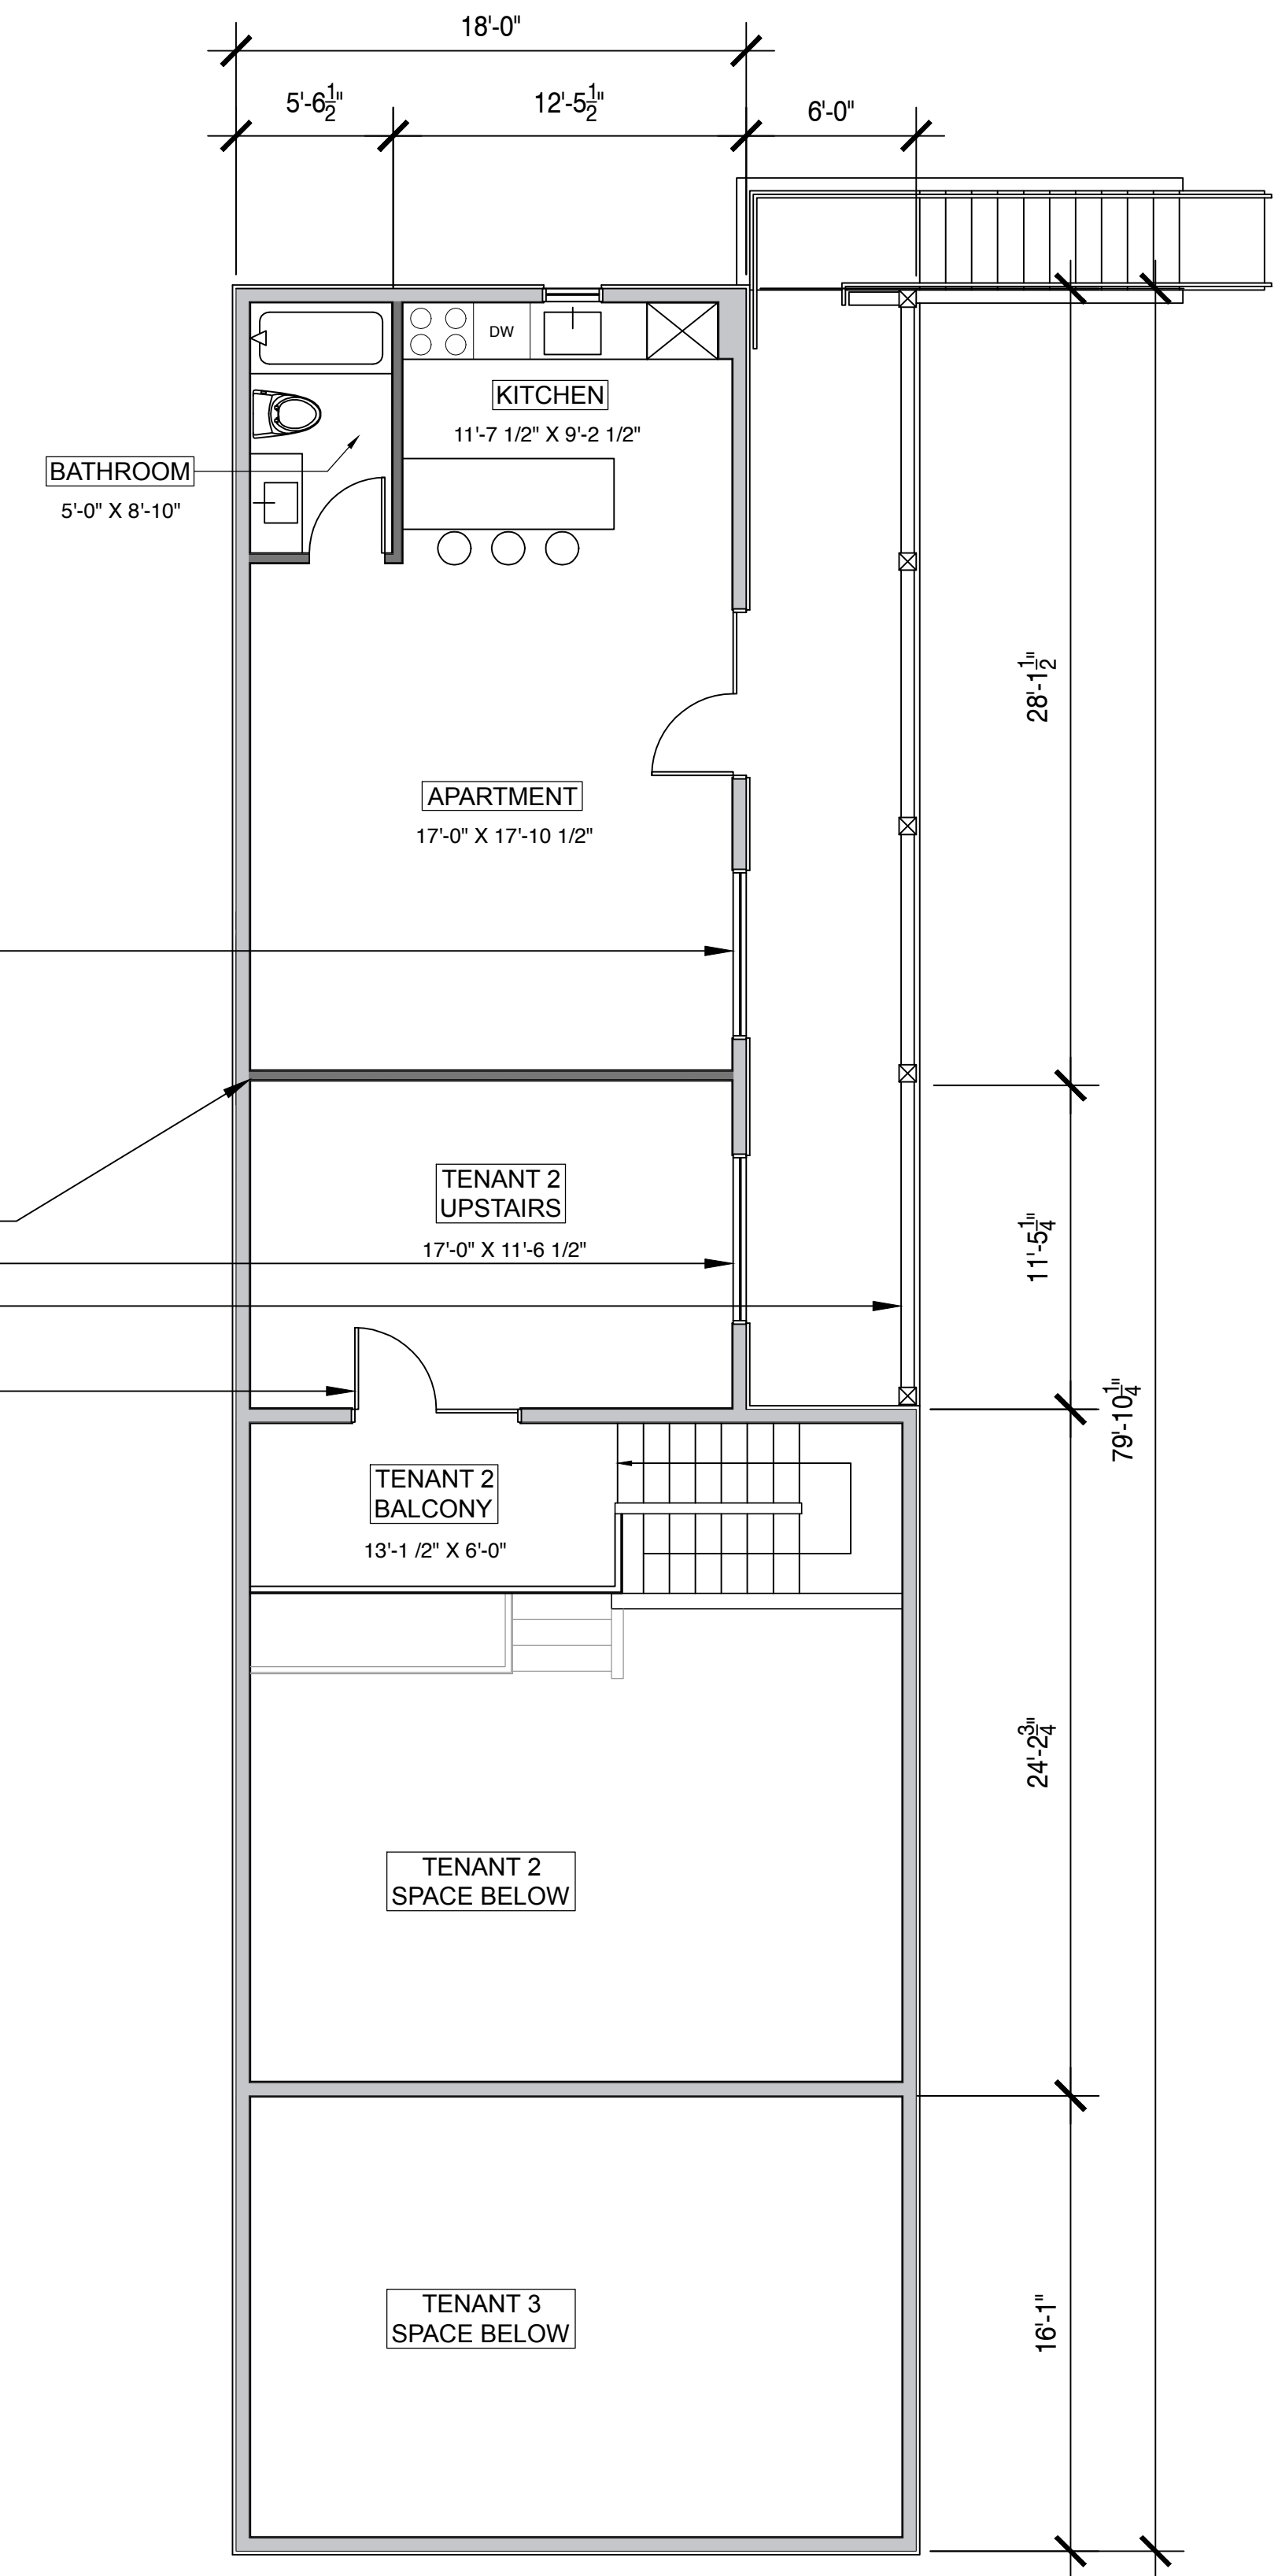 18'-0"
5'-6 1/2"
12'-5 1/2"
6'-0"
DW
KITCHEN
11'-7 1/2" X 9'-2 1/2"
BATHROOM
5'-0" X 8'-10"
28'-1 1/2"
APARTMENT
17'-0" X 17'-10 1/2"
TENANT 2
UPSTAIRS
17'-0" X 11'-6 1/2"
11'-5 1/4"
79'-10 1/4"
TENANT 2
BALCONY
13'-1 /2" X 6'-0"
24'-2 3/4"
TENANT 2
SPACE BELOW
TENANT 3
SPACE BELOW
16'-1"